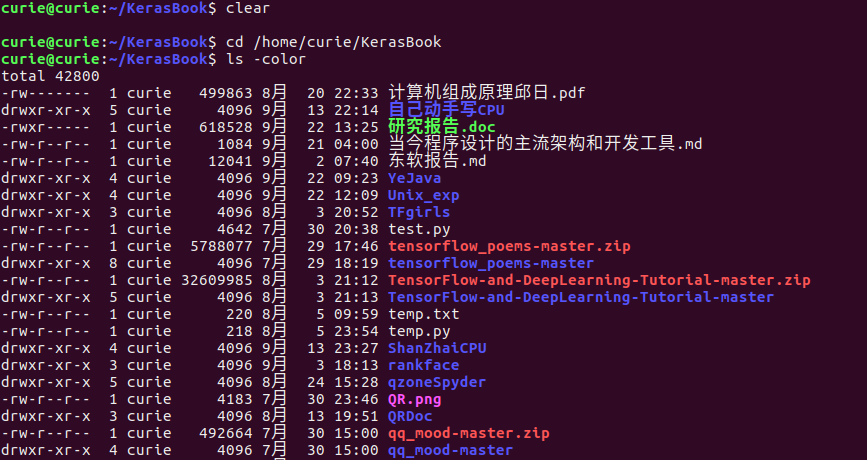 curie@curie:~/KerasBook$ clear
curie@curie:~/KerasBook$ cd /home/curie/KerasBook
curie@curie:~/KerasBook$ ls -color
total 42800
-rw------- 1 curie 499863 8月 20 22:33 计算机组成原理邱日.pdf
drwxr-xr-x 5 curie 4096 9月 13 22:14 自己动手写CPU
-rwxr----- 1 curie 618528 9月 22 13:25 研究报告.doc
-rw-r--r-- 1 curie 1084 9月 21 04:00 当今程序设计的主流架构和开发工具.md
-rw-r--r-- 1 curie 12041 9月 2 07:40 东软报告.md
drwxr-xr-x 4 curie 4096 9月 22 09:23 YeJava
drwxr-xr-x 4 curie 4096 9月 22 12:09 Unix_exp
drwxr-xr-x 3 curie 4096 8月 3 20:52 TFgirls
-rw-r--r-- 1 curie 4642 7月 30 20:38 test.py
-rw-r--r-- 1 curie 5788077 7月 29 17:46 tensorflow_poems-master.zip
drwxr-xr-x 8 curie 4096 7月 29 18:19 tensorflow_poems-master
-rw-r--r-- 1 curie 32609985 8月 3 21:12 TensorFlow-and-DeepLearning-Tutorial-master.zip
drwxr-xr-x 5 curie 4096 8月 3 21:13 TensorFlow-and-DeepLearning-Tutorial-master
-rw-r--r-- 1 curie 220 8月 5 09:59 temp.txt
-rw-r--r-- 1 curie 218 8月 5 23:54 temp.py
drwxr-xr-x 4 curie 4096 9月 13 23:27 ShanZhaiCPU
drwxr-xr-x 3 curie 4096 9月 3 18:13 rankface
drwxr-xr-x 5 curie 4096 8月 24 15:28 qzoneSpyder
-rw-r--r-- 1 curie 4183 7月 30 23:46 QR.png
drwxr-xr-x 3 curie 4096 8月 13 19:51 QRDoc
-rw-r--r-- 1 curie 492664 7月 30 15:00 qq_mood-master.zip
drwxr-xr-x 4 curie 4096 7月 30 15:00 qq_mood-master